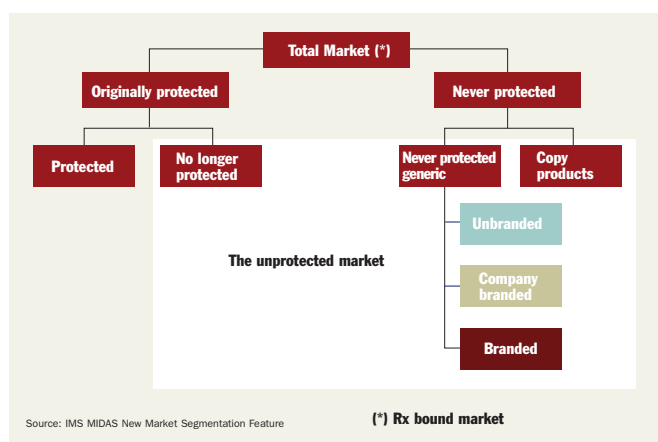 Total Market (*)
Originally protected
Never protected
Protected
No longer
protected
Never protected
generic
Copy
products
Unbranded
The unprotected market
Company
branded
Branded
Source: IMS MIDAS New Market Segmentation Feature
(*) Rx bound market